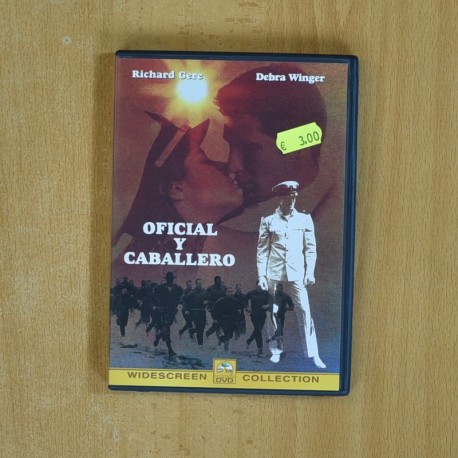 Richard Gere Debra Winger
€ 3.00
OFICIAL
Y
CABALLERO
WIDESCREEN DVD COLLECTION